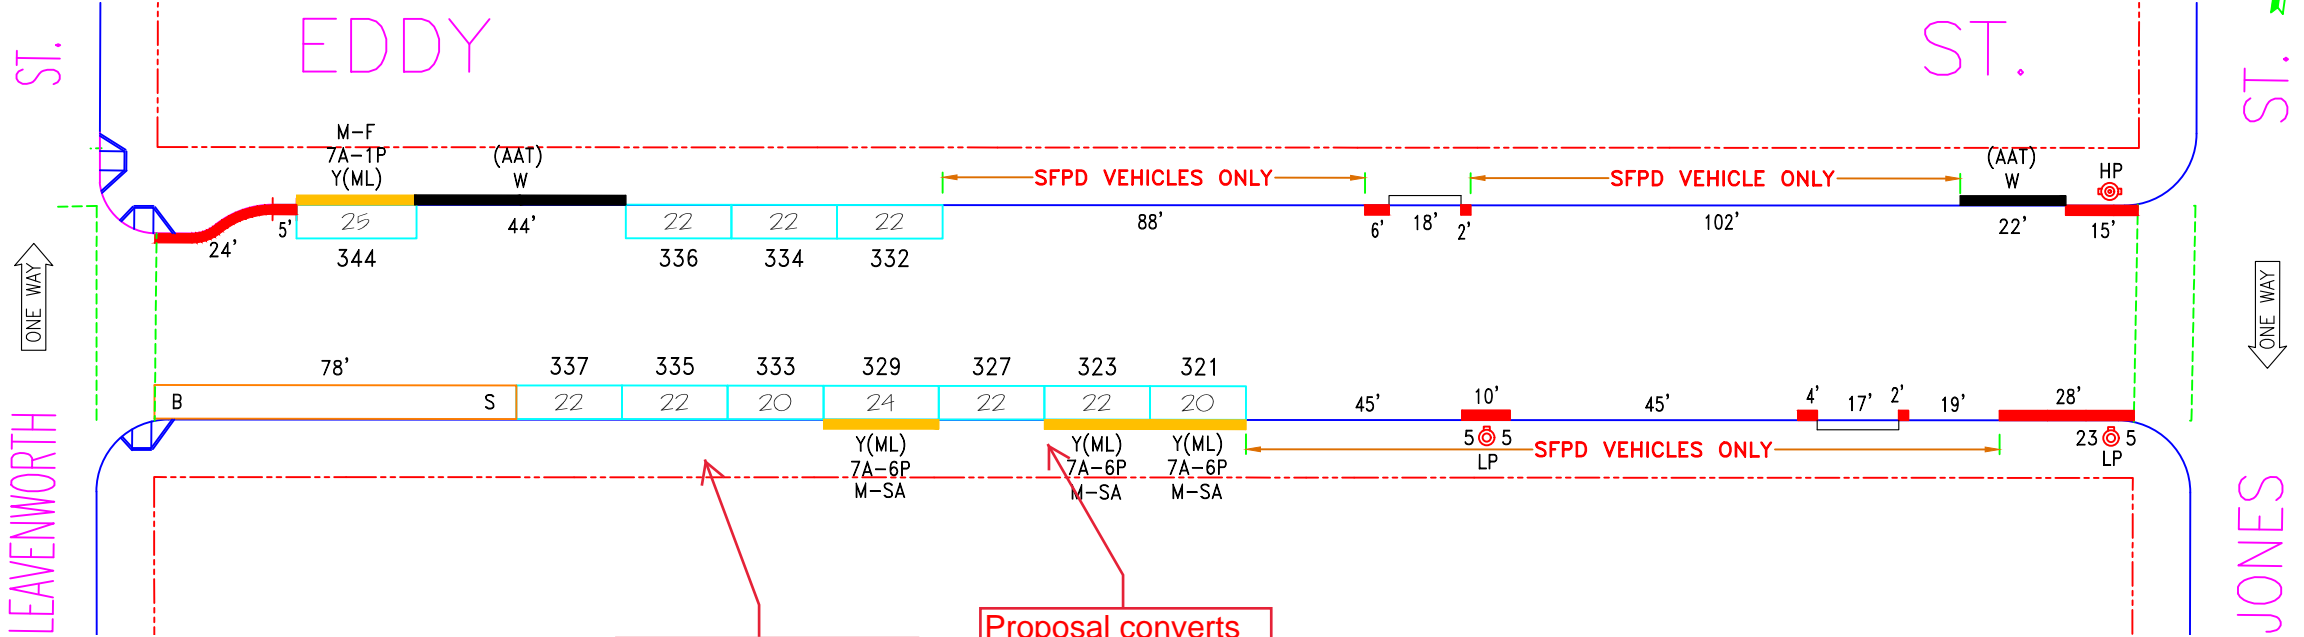 EDDY
ST.
ST.
ST.
M-F
7A-1P
Y(ML)
(AAT)
W
SFPD VEHICLES ONLY
SFPD VEHICLE ONLY
(AAT)
W
HP
24'
5'
25
44'
22
22
22
88'
6'
18'
2'
102'
22'
15'
344
336
334
332
ONE WAY
ONE WAY
78'
337
335
333
329
327
323
321
B
S
22
22
20
24
22
22
20
45'
10'
45'
4'
17'
2'
19'
28'
Y(ML)
7A-6P
M-SA
Y(ML)
7A-6P
M-SA
Y(ML)
7A-6P
M-SA
5
5
LP
SFPD VEHICLES ONLY
23
5
LP
LEAVENWORTH
JONES
Proposal converts